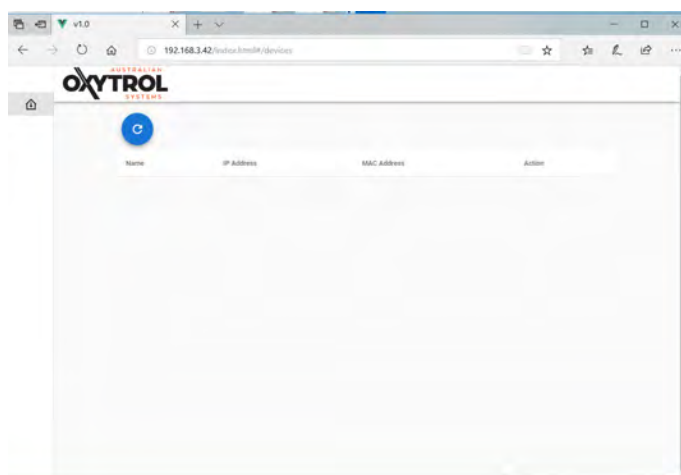 v1.0
192.168.3.42/index.html#/devices
AUSTRALIAN
OXYTROL
SYSTEMS
Name IP Address MAC Address Action